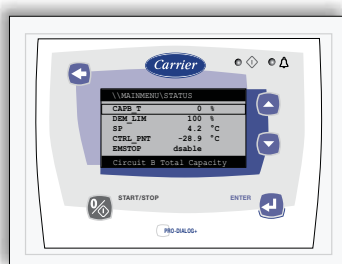 Carrier
\\MAINMENU\STATUS
CAPB_T 0 %
DEM_LIM 100 %
SP 4.2 °C
CTRL_PNT -28.9 °C
EMSTOP dsable
Circuit B Total Capacity
START/STOP ENTER
PRO-DIALOG+